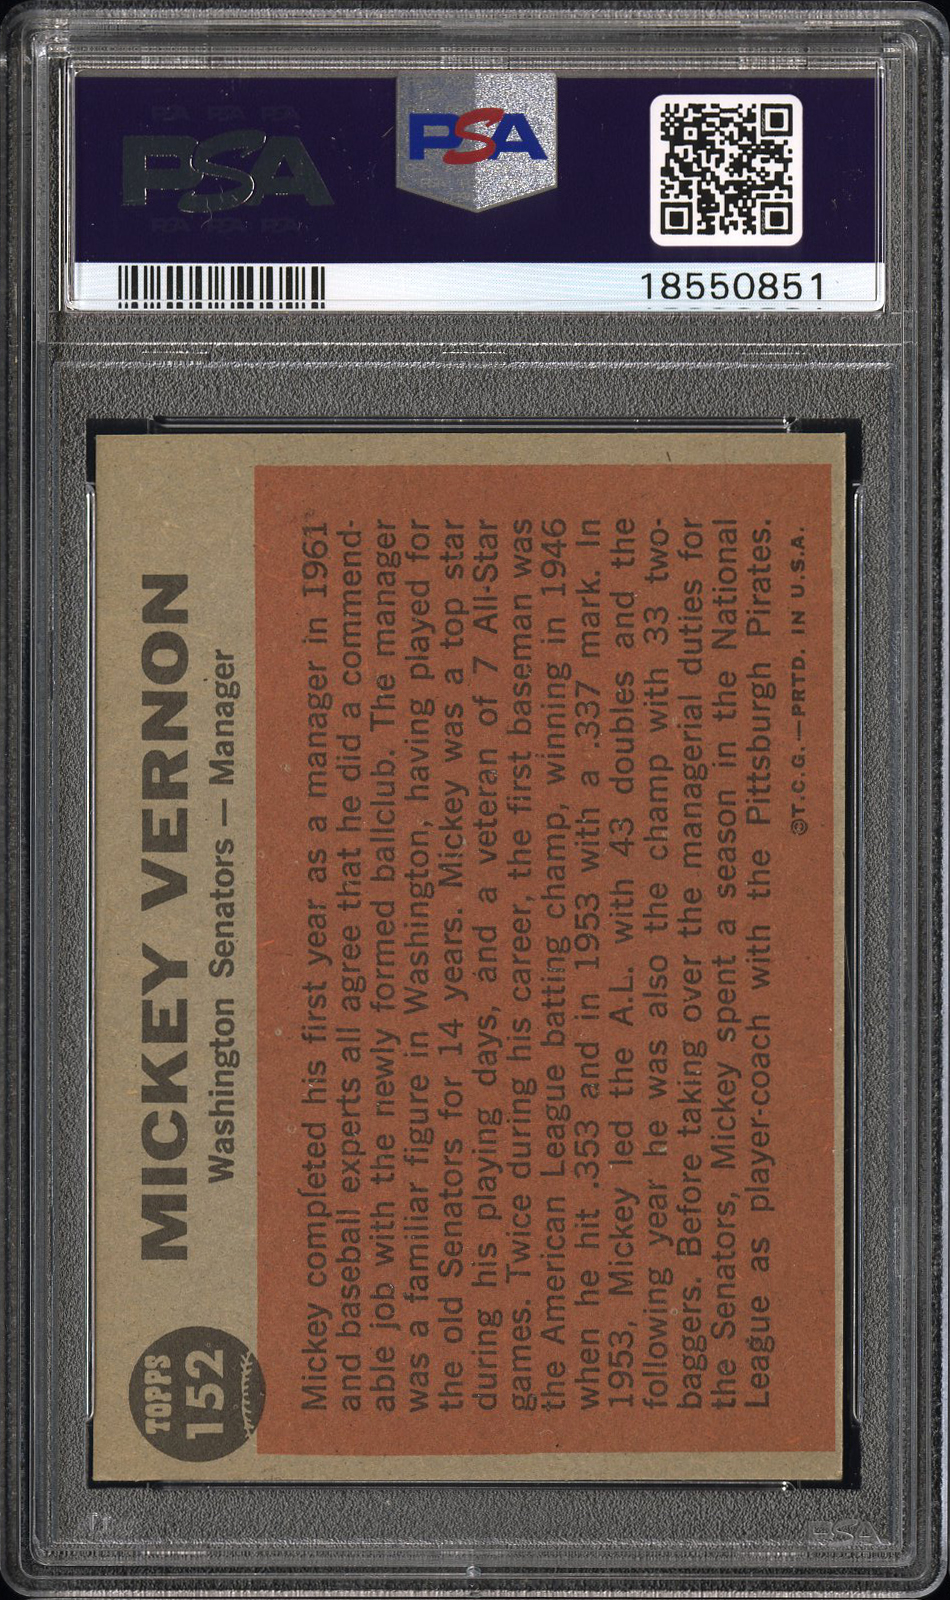 PSA
PSA
18550851
TOPPS
152
MICKEY VERNON
Washington Senators — Manager
Mickey completed his first year as a manager in 1961
and baseball experts all agree that he did a commend-
able job with the newly formed ballclub. The manager
was a familiar figure in Washington, having played for
the old Senators for 14 years. Mickey was a top star
during his playing days, and a veteran of 7 All-Star
games. Twice during his career, the first baseman was
the American League batting champ, winning in 1946
when he hit .353 and in 1953 with a .337 mark. In
1953, Mickey led the A.L. with 43 doubles and the
following year he was also the champ with 33 two-
baggers. Before taking over the managerial duties for
the Senators, Mickey spent a season in the National
League as player-coach with the Pittsburgh Pirates.
©T.C.G.—PRTD. IN U.S.A.
PSA